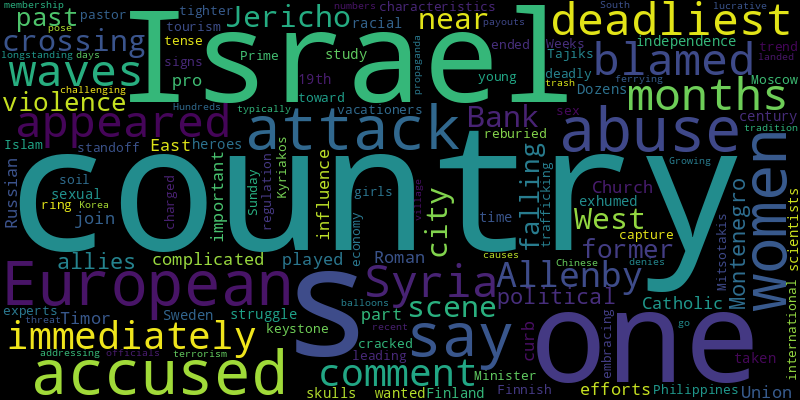 past pastor tighter Jericho racial membership numbers characteristics near South lucrative payouts deadliest
pose
crossing tourism tense signs Prime study ended 19th independence
Israel
waves longstanding days pro Weeks young deadly Tajiks blamed trend landed
violence challenging Hundreds typically toward vacationers propaganda Dozens trash ferrying months Moscow
appeared attack Bank sex abuse century tradition
Islam standoff East heroes Kyriakos reburied
country
Russian soil sexual ring Korea join charged important Sunday regulation influence girls village city time falling trafficking Church exhumed Growing women
allies complicated played Roman economy West capture former Montenegro Mitsotakis Catholic international scientists
European s Syria Allenby causes Chinese denies political
experts threat Timor Sweden struggle balloons part scene keystone recent one
immediately cracked say curb embracing go taken
addressing officials terrorism leading Minister
accused skulls comment wanted Finland Finnish efforts Philippines Union